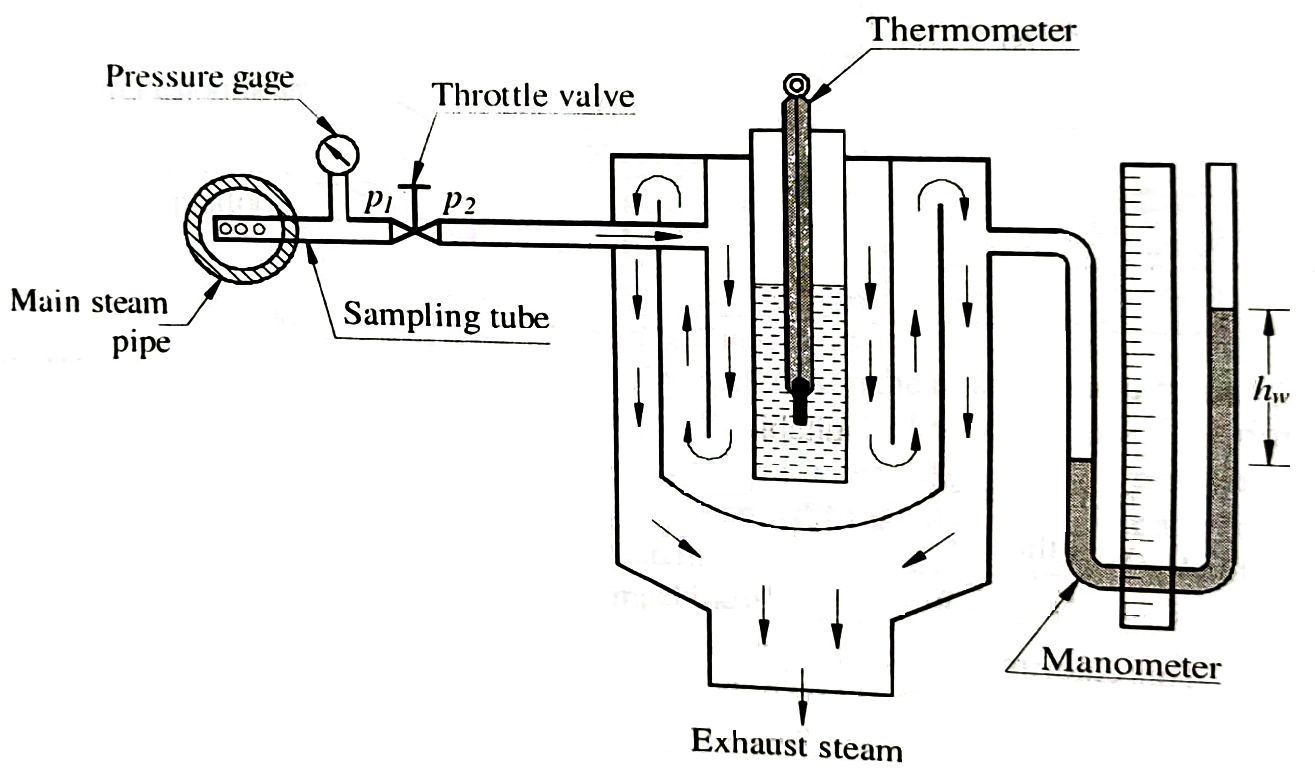 Thermometer
Pressure gage
Throttle valve
p1
p2
Main steam
pipe
Sampling tube
hw
Manometer
Exhaust steam